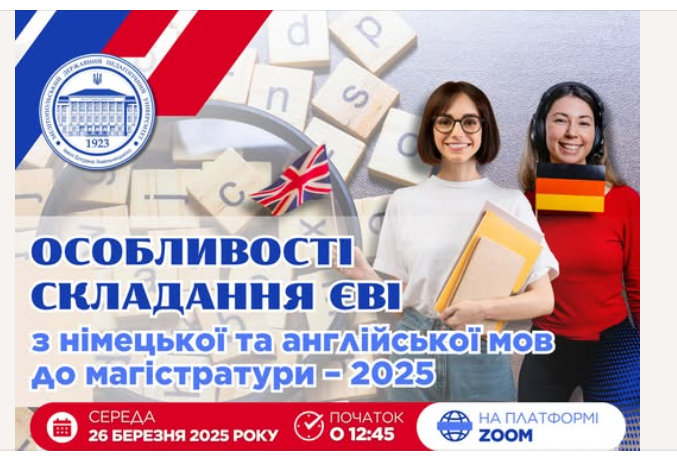 МЕЛІТОПОЛЬСЬКИЙ ДЕРЖАВНИЙ ПЕДАГОГІЧНИЙ УНІВЕРСИТЕТ
1923
імені Богдана Хмельницького
ОСОБЛИВОСТІ
СКЛАДАННЯ ЄВІ
з німецької та англійської мов
до магістратури – 2025
СЕРЕДА
26 БЕРЕЗНЯ 2025 РОКУ
ПОЧАТОК
О 12:45
НА ПЛАТФОРМІ
ZOOM